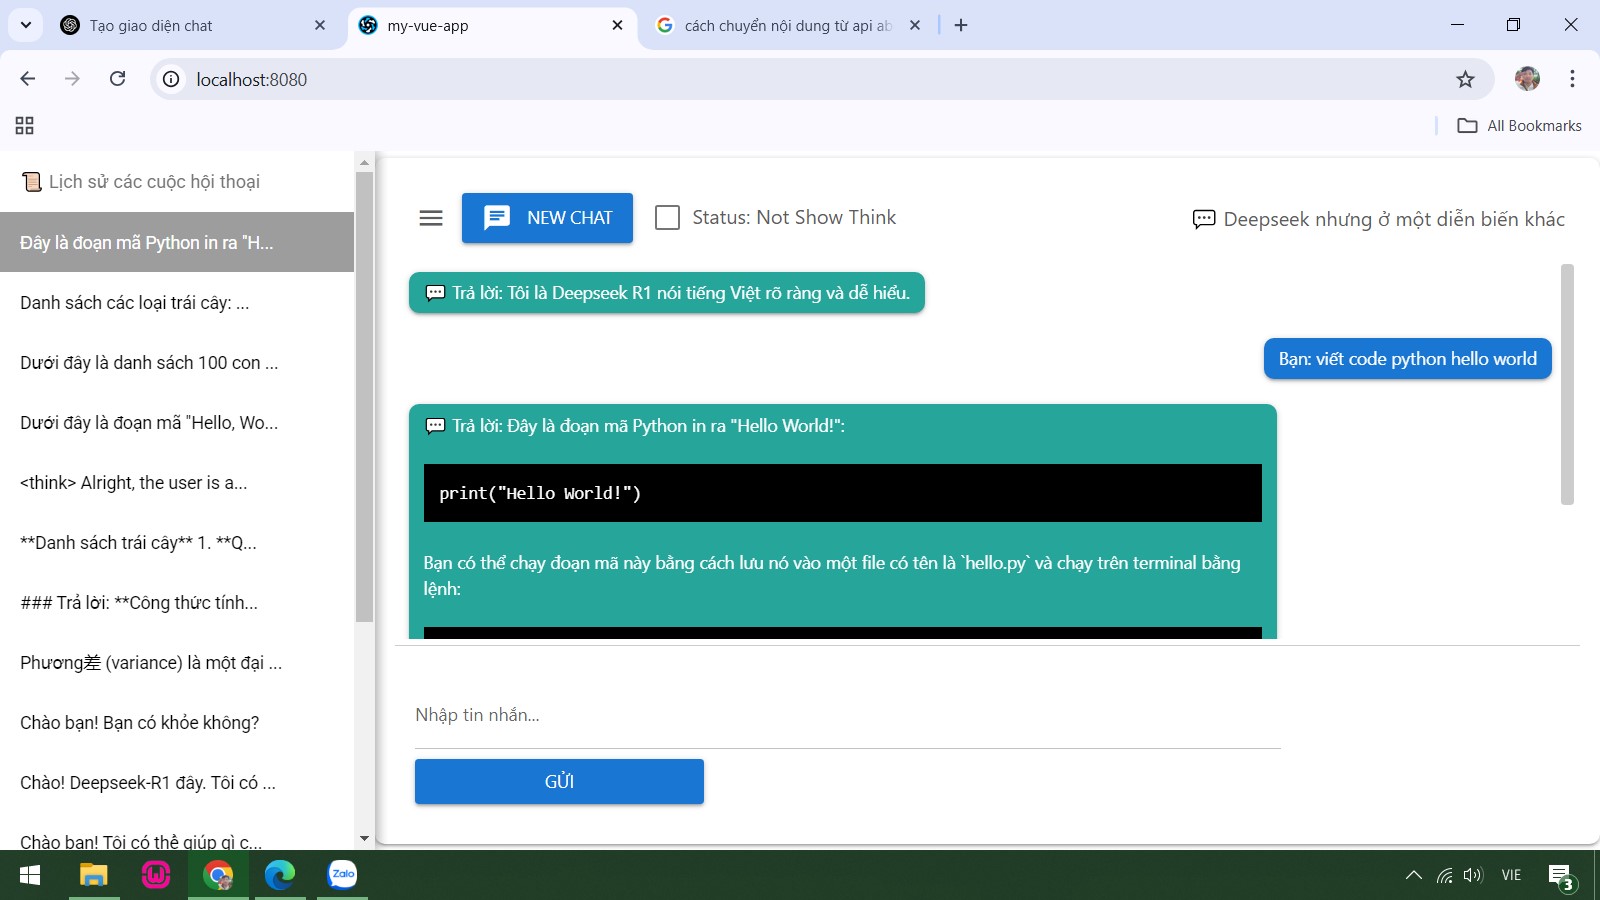 Tạo giao diện chat
my-vue-app
cách chuyển nội dung từ api ab
localhost:8080
All Bookmarks
📜 Lịch sử các cuộc hội thoại
Đây là đoạn mã Python in ra "H...
Danh sách các loại trái cây: ...
Dưới đây là danh sách 100 con ...
Dưới đây là đoạn mã "Hello, Wo...
<think> Alright, the user is a...
**Danh sách trái cây** 1. **Q...
### Trả lời: **Công thức tính...
Phương差 (variance) là một đại ...
Chào bạn! Bạn có khỏe không?
Chào! Deepseek-R1 đây. Tôi có ...
Chào bạn! Tôi có thể giúp gì c...
NEW CHAT
Status: Not Show Think
💬 Deepseek nhưng ở một diễn biến khác
💬 Trả lời: Tôi là Deepseek R1 nói tiếng Việt rõ ràng và dễ hiểu.
Bạn: viết code python hello world
💬 Trả lời: Đây là đoạn mã Python in ra "Hello World!":
print("Hello World!")
Bạn có thể chạy đoạn mã này bằng cách lưu nó vào một file có tên là `hello.py` và chạy trên terminal bằng
lệnh:
Nhập tin nhắn...
GỬI
Zalo
VIE
3